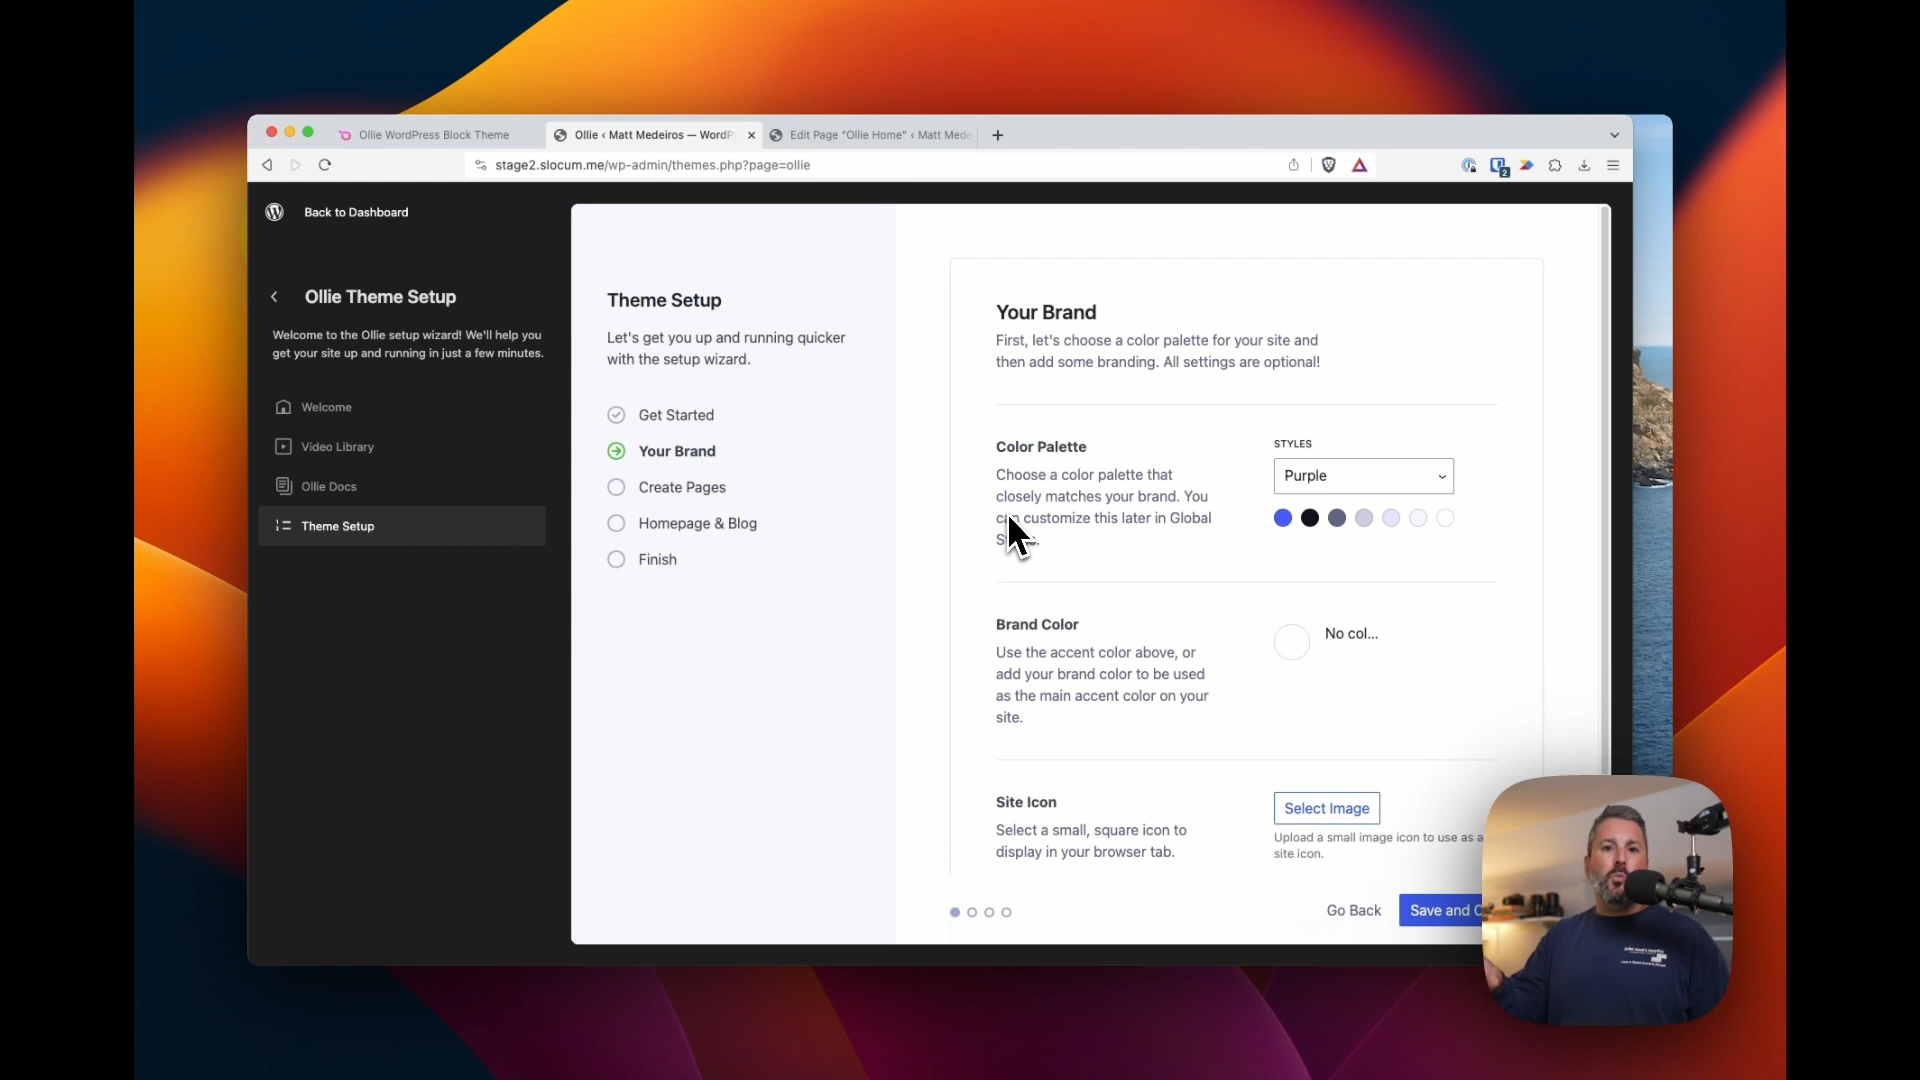 Ollie WordPress Block Theme
Ollie ‹ Matt Medeiros — WordP
Edit Page "Ollie Home" ‹ Matt Mede
stage2.slocum.me/wp-admin/themes.php?page=ollie
2
Back to Dashboard
Ollie Theme Setup
Welcome to the Ollie setup wizard! We'll help you
get your site up and running in just a few minutes.
Welcome
Video Library
Ollie Docs
Theme Setup
Theme Setup
Let's get you up and running quicker
with the setup wizard.
Get Started
Your Brand
Create Pages
Homepage & Blog
Finish
Your Brand
First, let's choose a color palette for your site and
then add some branding. All settings are optional!
Color Palette
Choose a color palette that
closely matches your brand. You
can customize this later in Global
STYLES
Purple
Brand Color
Use the accent color above, or
add your brand color to be used
as the main accent color on your
site.
No col...
Site Icon
Select a small, square icon to
display in your browser tab.
Select Image
Upload a small image icon to use as a
site icon.
Go Back
Save and C